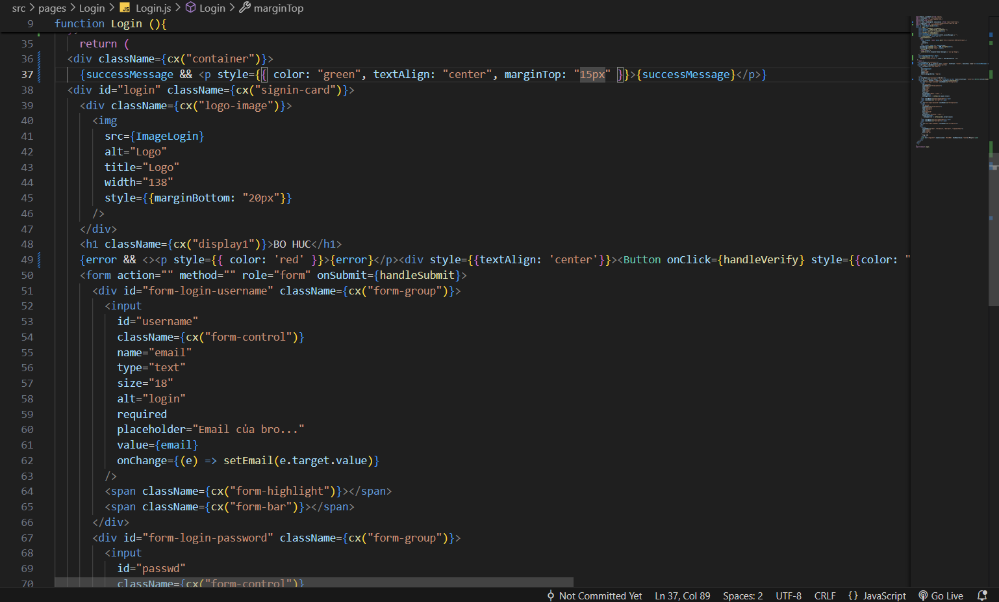 src > pages > Login > JS Login.js > Login > marginTop
9 function Login (){
35 return (
36 <div className={cx("container")}>
37 {successMessage && <p style={{ color: "green", textAlign: "center", marginTop: "15px" }}>{successMessage}</p>}
38 <div id="login" className={cx("signin-card")}>
39 <div className={cx("logo-image")}>
40 <img
41 src={ImageLogin}
42 alt="Logo"
43 title="Logo"
44 width="138"
45 style={{marginBottom: "20px"}}
46 />
47 </div>
48 <h1 className={cx("display1")}>BO HUC</h1>
49 {error && <><p style={{ color: 'red' }}>{error}</p><div style={{textAlign: 'center'}}><Button onClick={handleVerify} style={{color: "
50 <form action="" method="" role="form" onSubmit={handleSubmit}>
51 <div id="form-login-username" className={cx("form-group")}>
52 <input
53 id="username"
54 className={cx("form-control")}
55 name="email"
56 type="text"
57 size="18"
58 alt="login"
59 required
60 placeholder="Email của bro..."
61 value={email}
62 onChange={(e) => setEmail(e.target.value)}
63 />
64 <span className={cx("form-highlight")}></span>
65 <span className={cx("form-bar")}></span>
66 </div>
67 <div id="form-login-password" className={cx("form-group")}>
68 <input
69 id="passwd"
70 className={cx("form-control")}
Not Committed Yet Ln 37, Col 89 Spaces: 2 UTF-8 CRLF {} JavaScript Go Live